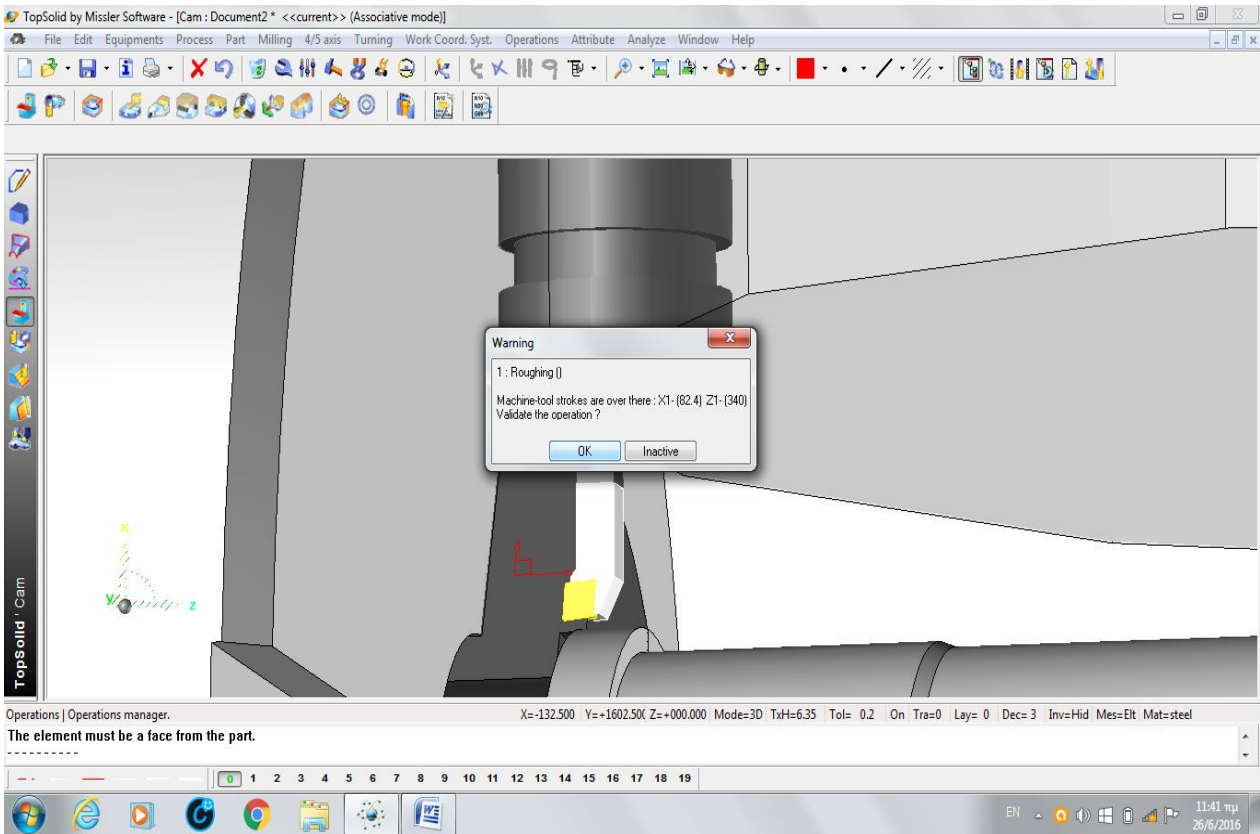 TopSolid by Missler Software - [Cam : Document2 *  <<current>> (Associative mode)]
File Edit Equipments Process Part Milling 4/5 axis Turning Work Coord. Syst. Operations Attribute Analyze Window Help
Warning
1 : Roughing ()
Machine-tool strokes are over there : X1- (82.4) Z1- (340)
Validate the operation ?
OK Inactive
x
y z
TopSolid'Cam
Operations | Operations manager. X=-132.500 Y=+1602.50( Z=+000.000 Mode=3D TxH=6.35 Tol= 0.2 On Tra=0 Lay= 0 Dec= 3 Inv=Hid Mes=Elt Mat=steel
The element must be a face from the part.
----------
0 1 2 3 4 5 6 7 8 9 10 11 12 13 14 15 16 17 18 19
EN 11:41 πμ
26/6/2016